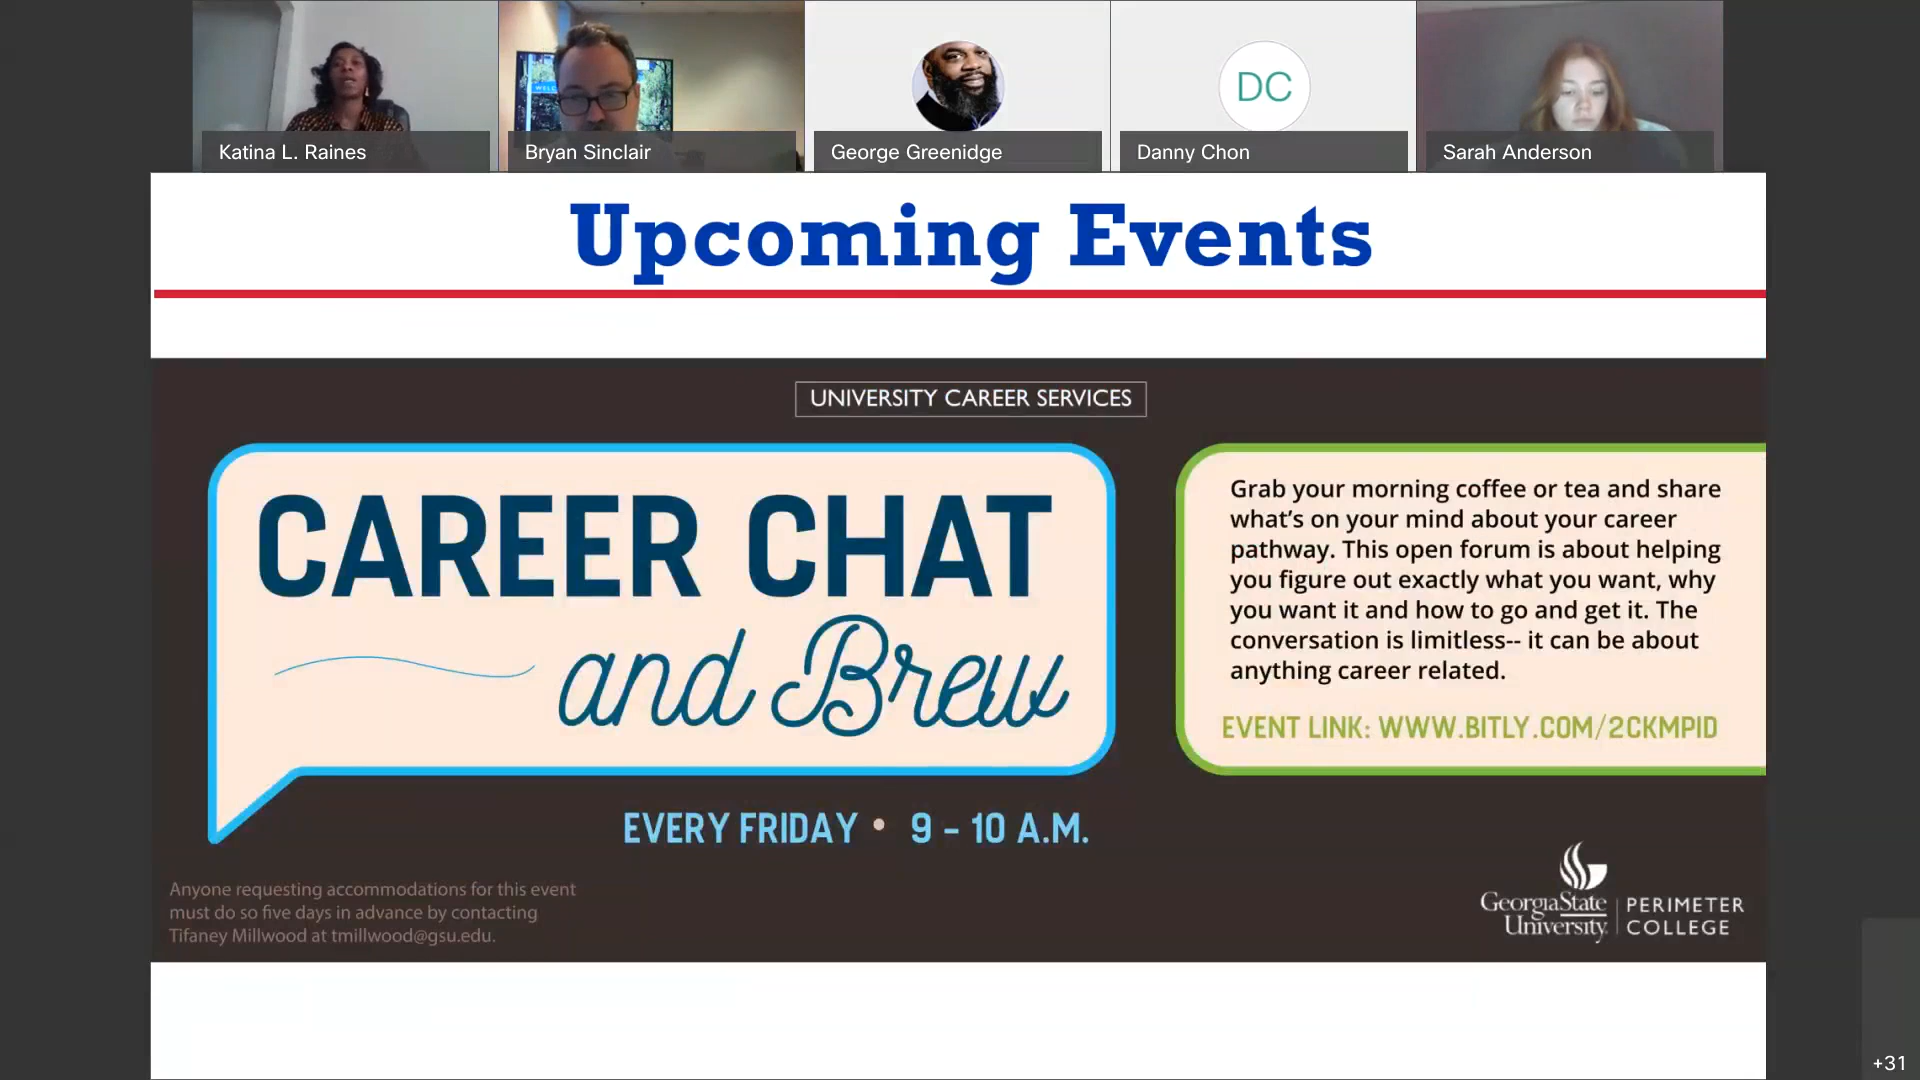 Katina L. Raines
Bryan Sinclair
George Greenidge
DC
Danny Chon
Sarah Anderson
Upcoming Events
UNIVERSITY CAREER SERVICES
CAREER CHAT
and Brew
EVERY FRIDAY • 9 – 10 A.M.
Grab your morning coffee or tea and share
what's on your mind about your career
pathway. This open forum is about helping
you figure out exactly what you want, why
you want it and how to go and get it. The
conversation is limitless-- it can be about
anything career related.
EVENT LINK: WWW.BITLY.COM/2CKMPID
Anyone requesting accommodations for this event
must do so five days in advance by contacting
Tifaney Millwood at tmillwood@gsu.edu.
GeorgiaState
University
PERIMETER
COLLEGE
+31